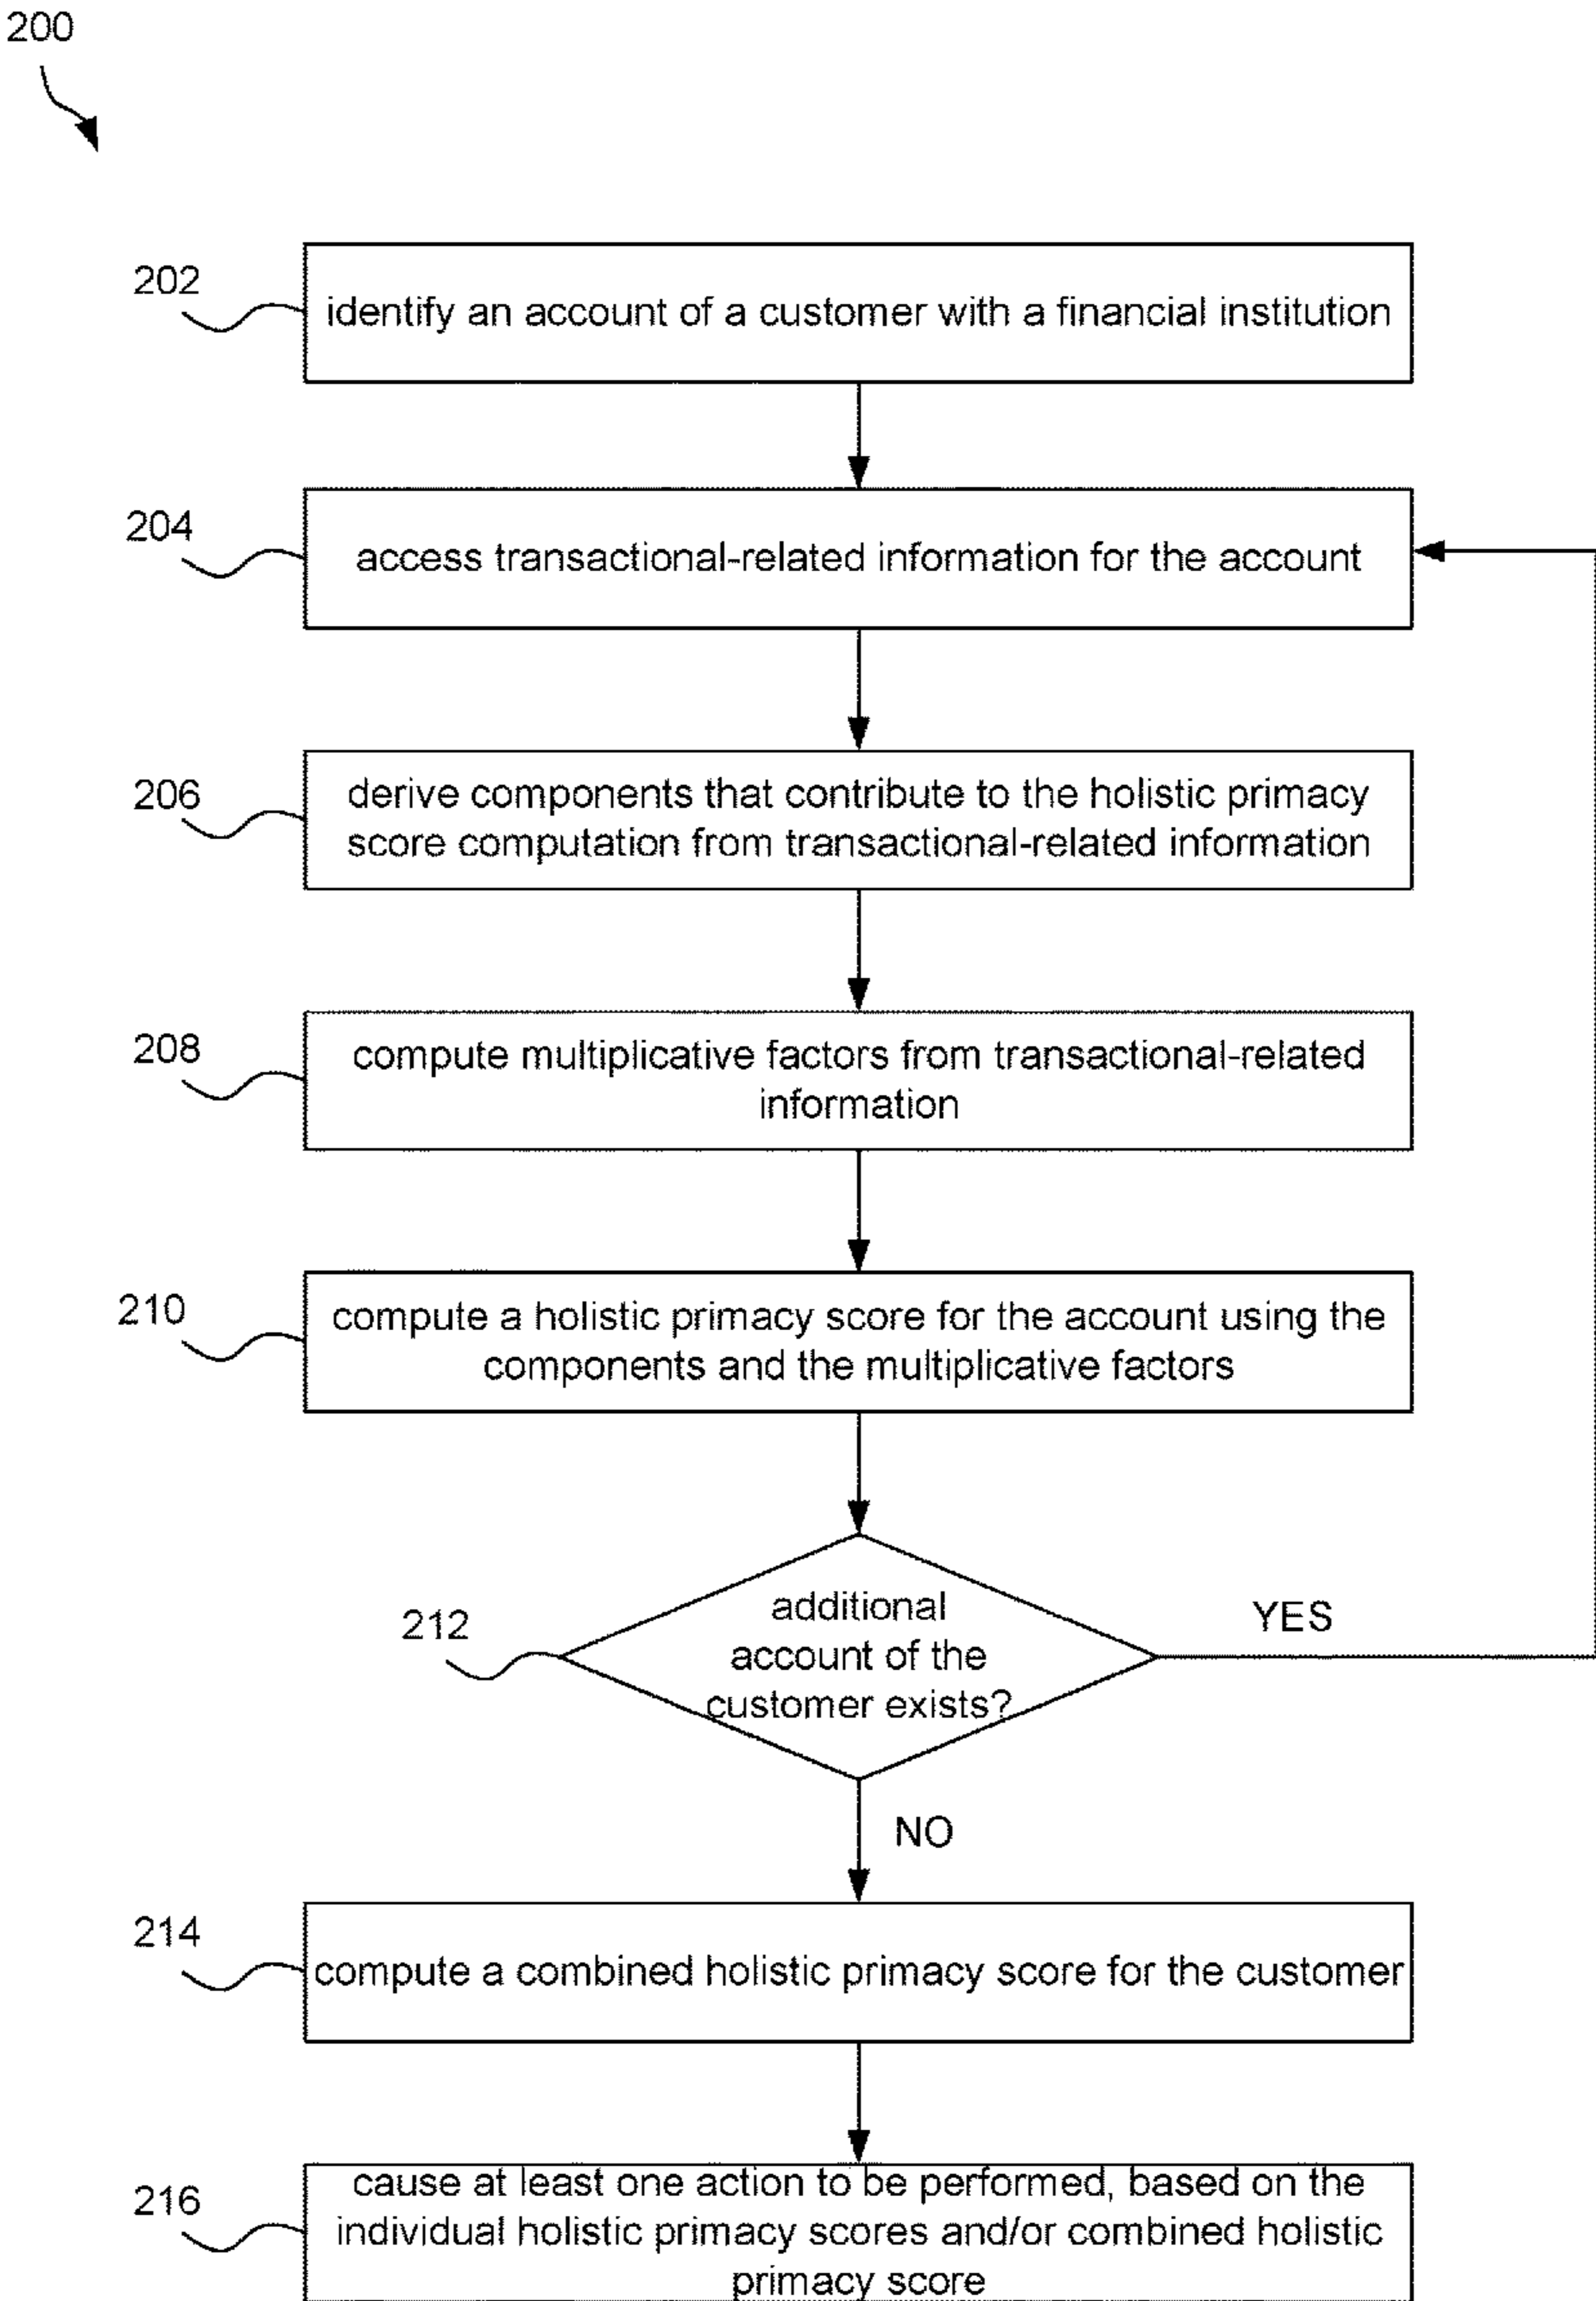 200
202
identify an account of a customer with a financial institution
204
access transactional-related information for the account
206
derive components that contribute to the holistic primacy
score computation from transactional-related information
208
compute multiplicative factors from transactional-related
information
210
compute a holistic primacy score for the account using the
components and the multiplicative factors
212
additional
account of the
customer exists?
YES
NO
214
compute a combined holistic primacy score for the customer
216
cause at least one action to be performed, based on the
individual holistic primacy scores and/or combined holistic
primacy score